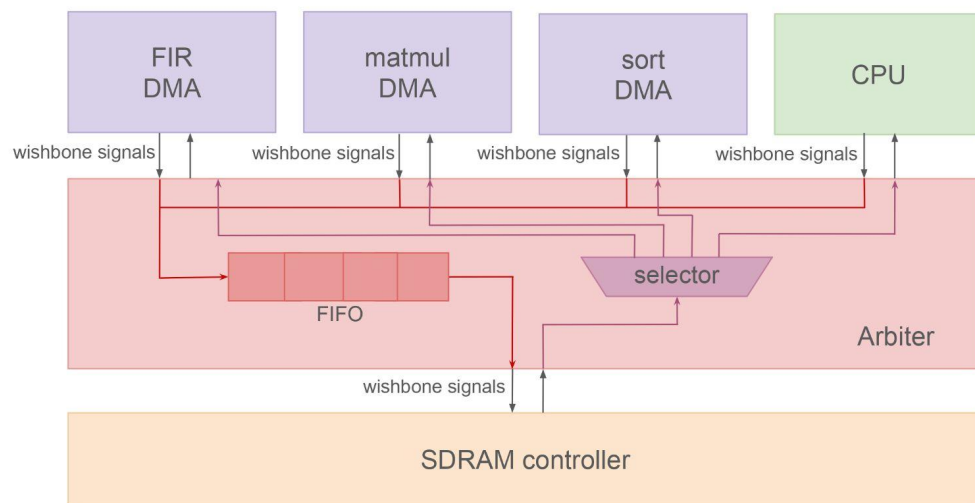 FIR
DMA
matmul
DMA
sort
DMA
CPU
wishbone signals
wishbone signals
wishbone signals
wishbone signals
selector
FIFO
Arbiter
wishbone signals
SDRAM controller